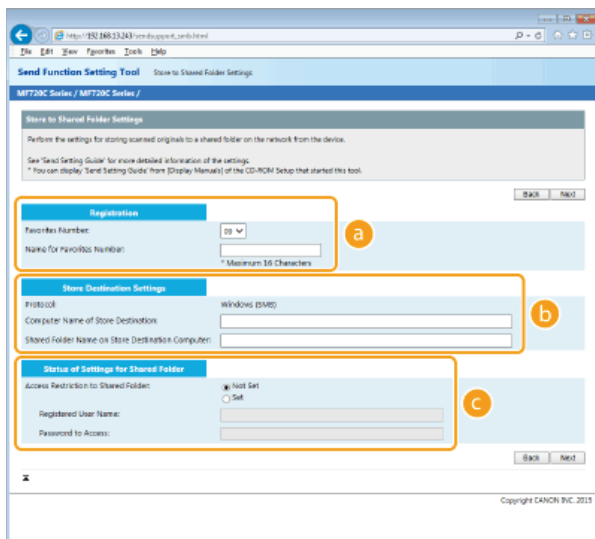 http://192.168.13.243/sendsupport_smb.html
File Edit View Favorites Tools Help
Send Function Setting Tool Store to Shared Folder Settings
MF720C Series / MF720C Series /
Store to Shared Folder Settings
Perform the settings for storing scanned originals to a shared folder on the network from the device.
See 'Send Setting Guide' for more detailed information of the settings.
* You can display 'Send Setting Guide' from [Display Manuals] of the CD-ROM Setup that started this tool.
Back Next
Registration
Favorites Number: 09
Name for Favorites Number:
* Maximum 16 Characters
a
Store Destination Settings
Protocol: Windows (SMB)
Computer Name of Store Destination:
Shared Folder Name on Store Destination Computer:
b
Status of Settings for Shared Folder
Access Restriction to Shared Folder: Not Set
Set
Registered User Name:
Password to Access:
c
Back Next
Copyright CANON INC. 2015